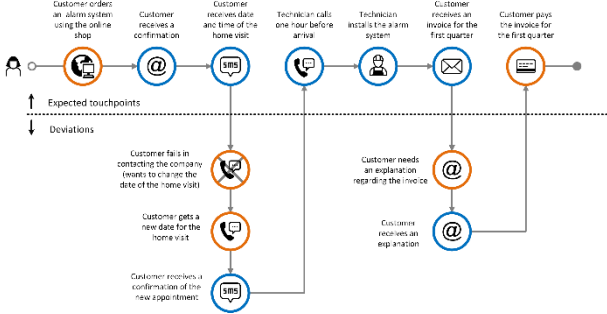 Customer orders
an alarm system
using the online
shop
Customer
receives a
confirmation
Customer
receives date
and time of the
home visit
Technician calls
one hour before
arrival
Technician
installs the alarm
system
Customer
receives an
invoice for the
first quarter
Customer pays
the invoice for
the first quarter
@
SMS
Expected touchpoints
Deviations
Customer fails in
contacting the company
(wants to change the
date of the home visit)
Customer gets a
new date for the
home visit
Customer receives a
confirmation of the
new appointment
SMS
Customer needs
an explanation
regarding the invoice
@
Customer
receives an
explanation
@